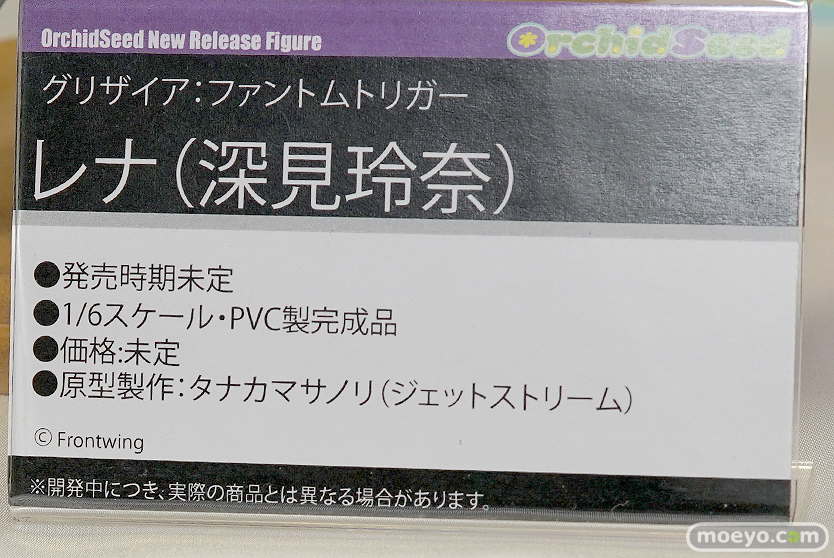 OrchidSeed New Release Figure
OrchidSeed
グリザイア：ファントムトリガー
レナ（深見玲奈）
●発売時期未定
●1/6スケール・PVC製完成品
●価格:未定
●原型製作：タナカマサノリ（ジェットストリーム）
© Frontwing
※開発中につき、実際の商品とは異なる場合があります。
moeyo.com